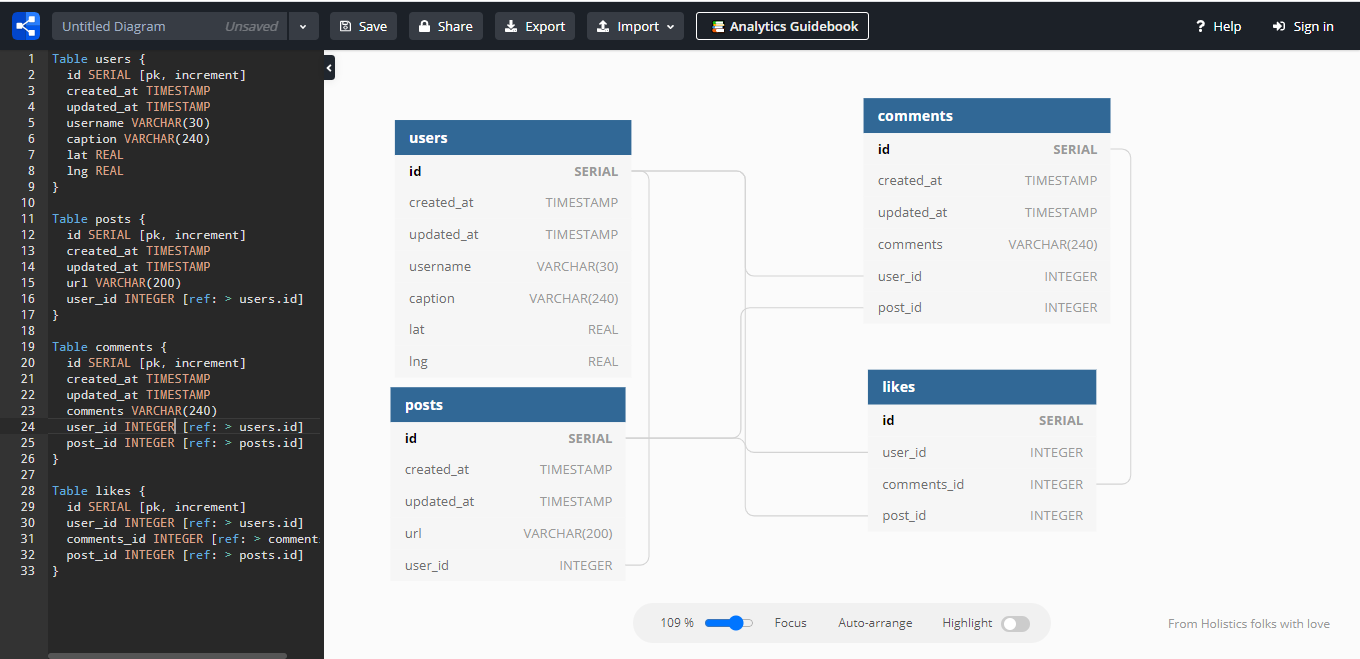 Untitled Diagram Unsaved Save Share Export Import Analytics Guidebook Help Sign in
1 Table users {
2 id SERIAL [pk, increment]
3 created_at TIMESTAMP
4 updated_at TIMESTAMP
5 username VARCHAR(30)
6 caption VARCHAR(240)
7 lat REAL
8 lng REAL
9 }
10
11 Table posts {
12 id SERIAL [pk, increment]
13 created_at TIMESTAMP
14 updated_at TIMESTAMP
15 url VARCHAR(200)
16 user_id INTEGER [ref: > users.id]
17 }
18
19 Table comments {
20 id SERIAL [pk, increment]
21 created_at TIMESTAMP
22 updated_at TIMESTAMP
23 comments VARCHAR(240)
24 user_id INTEGER [ref: > users.id]
25 post_id INTEGER [ref: > posts.id]
26 }
27
28 Table likes {
29 id SERIAL [pk, increment]
30 user_id INTEGER [ref: > users.id]
31 comments_id INTEGER [ref: > comment
32 post_id INTEGER [ref: > posts.id]
33 }
users
id SERIAL
created_at TIMESTAMP
updated_at TIMESTAMP
username VARCHAR(30)
caption VARCHAR(240)
lat REAL
lng REAL
posts
id SERIAL
created_at TIMESTAMP
updated_at TIMESTAMP
url VARCHAR(200)
user_id INTEGER
comments
id SERIAL
created_at TIMESTAMP
updated_at TIMESTAMP
comments VARCHAR(240)
user_id INTEGER
post_id INTEGER
likes
id SERIAL
user_id INTEGER
comments_id INTEGER
post_id INTEGER
109 % Focus Auto-arrange Highlight
From Holistics folks with love